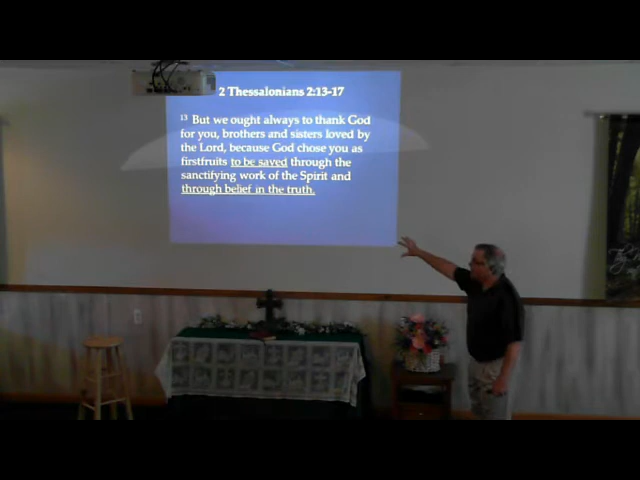 2 Thessalonians 2:13-17
13 But we ought always to thank God
for you, brothers and sisters loved by
the Lord, because God chose you as
firstfruits to be saved through the
sanctifying work of the Spirit and
through belief in the truth.